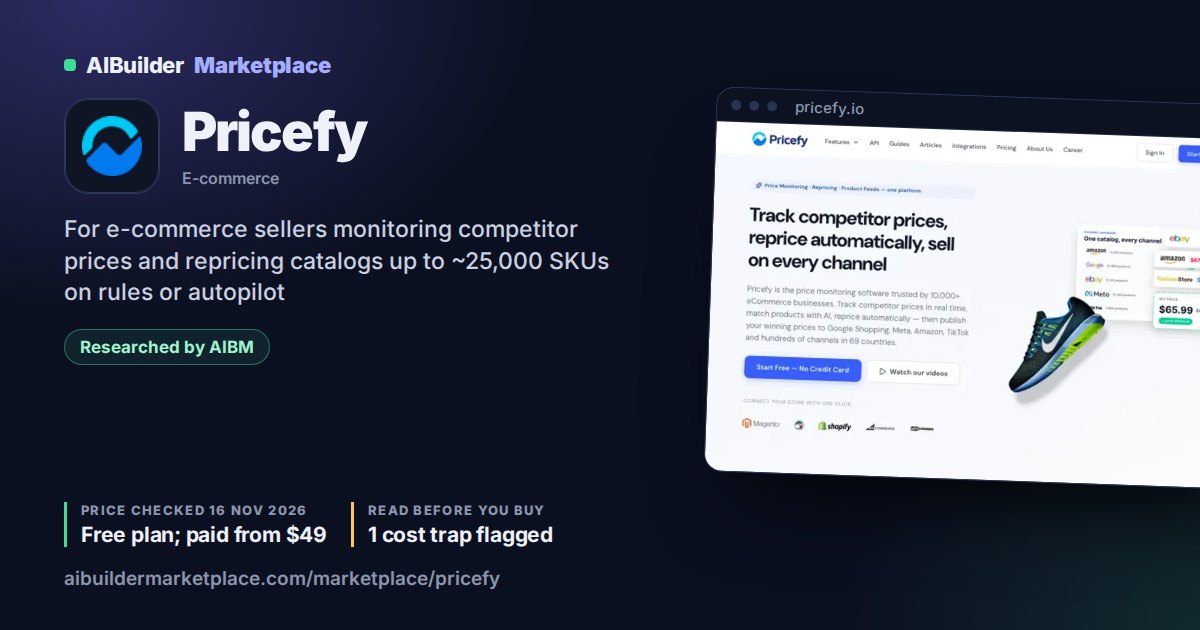 AIBuilder Marketplace
Pricefy
E-commerce
For e-commerce sellers monitoring competitor
prices and repricing catalogs up to ~25,000 SKUs
on rules or autopilot
Researched by AIBM
PRICE CHECKED 16 NOV 2026
Free plan; paid from $49
READ BEFORE YOU BUY
1 cost trap flagged
aibuildermarketplace.com/marketplace/pricefy
pricefy.io
Pricefy
Features
API
Guides
Articles
Integrations
Pricing
About Us
Career
Sign In
Price Monitoring · Repricing · Product Feeds — one platform
Track competitor prices,
reprice automatically, sell
on every channel
Pricefy is the price monitoring software trusted by 10,000+
eCommerce businesses. Track competitor prices in real time,
match products with AI, reprice automatically — then publish
your winning prices to Google Shopping, Meta, Amazon, TikTok
and hundreds of channels in 69 countries.
Start Free — No Credit Card
Watch our videos
CONNECT YOUR STORE WITH ONE CLICK.
Magento
shopify
One catalog, every channel
amazon
Google
ebay
Meta
ebay
amazon
FashionStore
$65.99